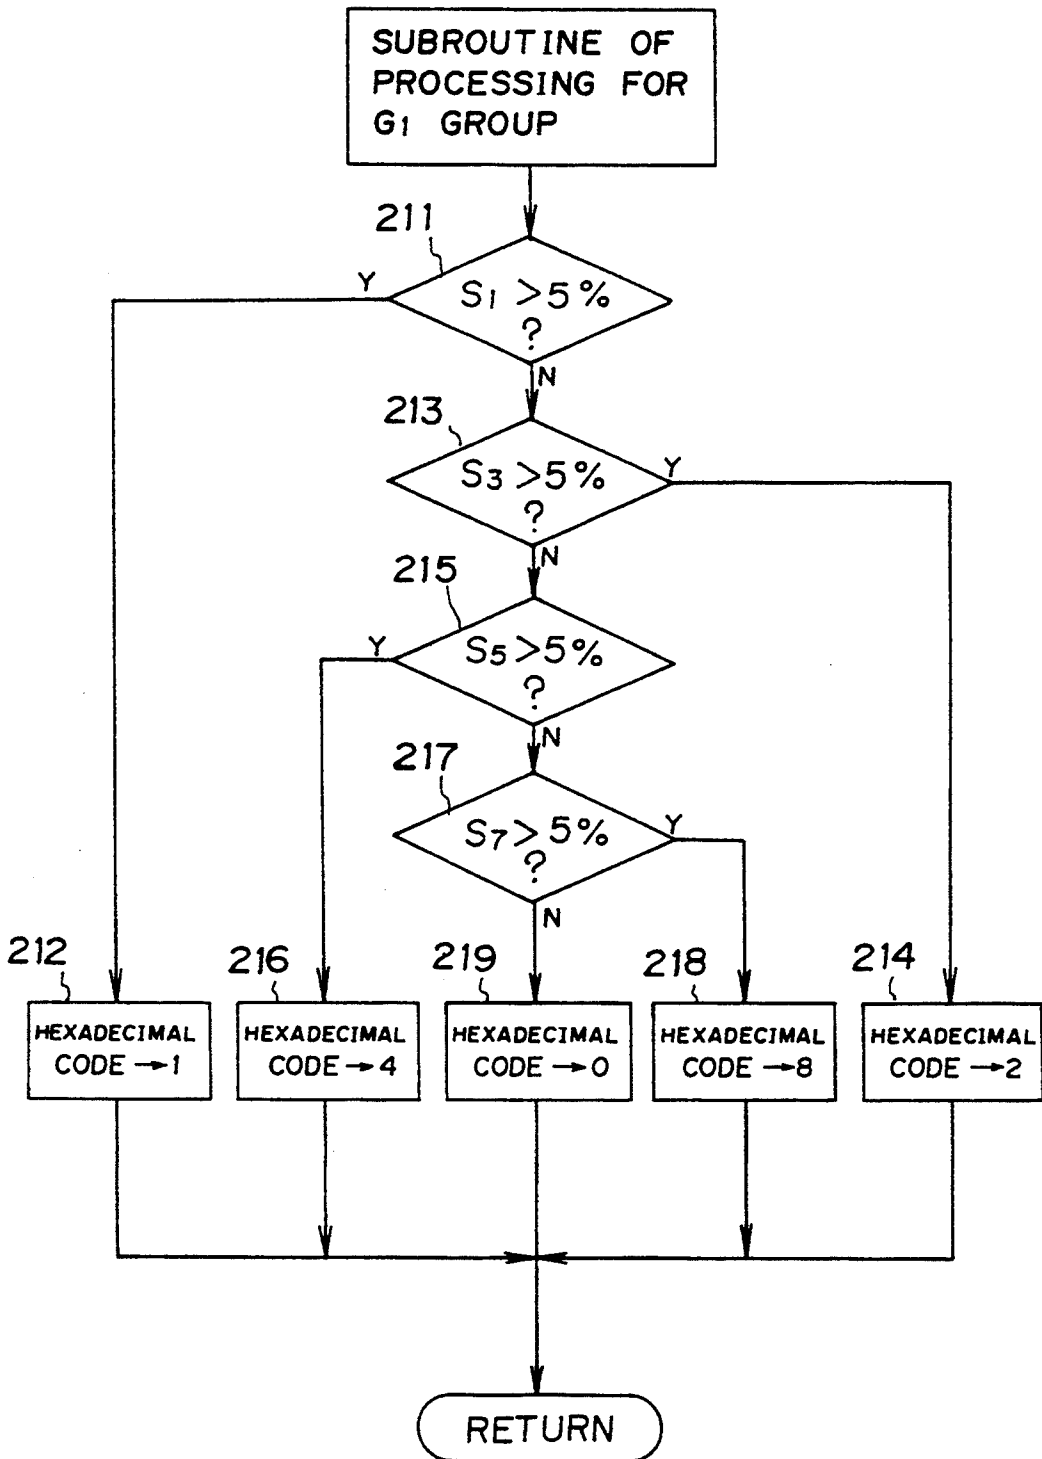 SUBROUTINE OF
PROCESSING FOR
G1 GROUP
211
Y
S1 > 5%
?
N
213
S3 > 5%
?
Y
N
215
Y
S5 > 5%
?
N
217
S7 > 5%
?
Y
N
212
HEXADECIMAL
CODE → 1
216
HEXADECIMAL
CODE → 4
219
HEXADECIMAL
CODE → 0
218
HEXADECIMAL
CODE → 8
214
HEXADECIMAL
CODE → 2
RETURN